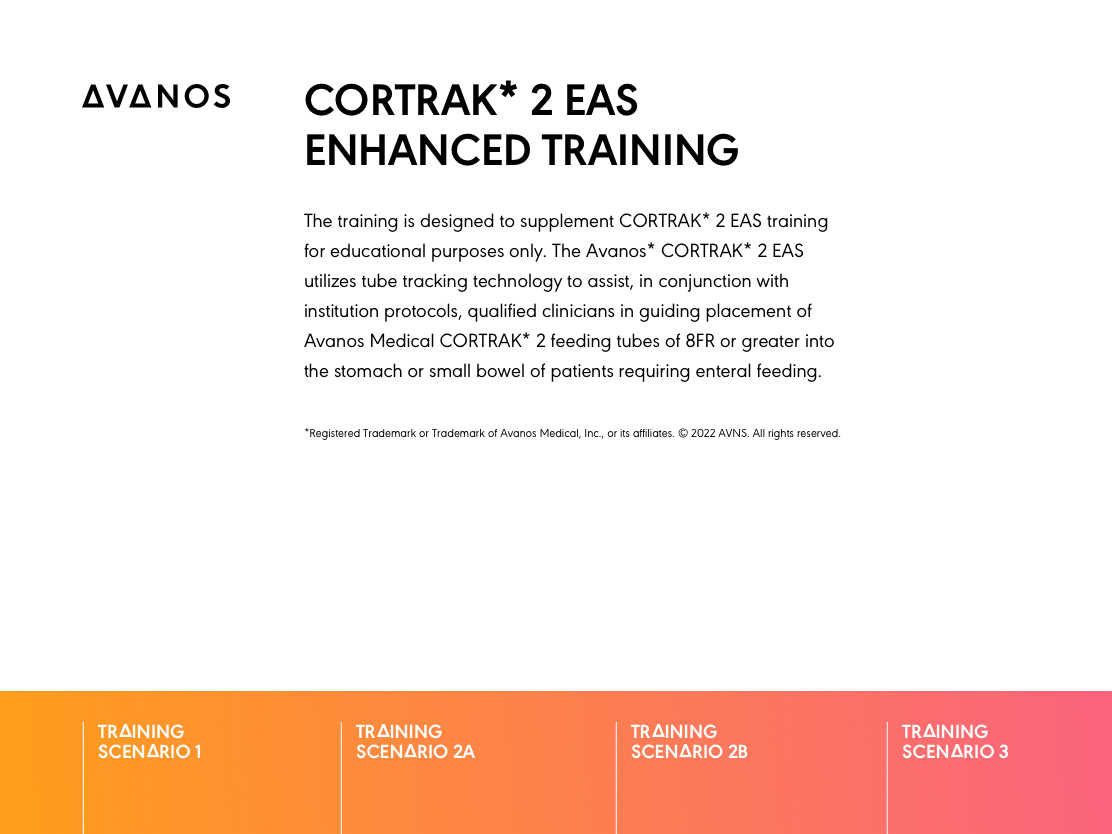 AVANOS
CORTRAK* 2 EAS
ENHANCED TRAINING
The training is designed to supplement CORTRAK* 2 EAS training
for educational purposes only. The Avanos* CORTRAK* 2 EAS
utilizes tube tracking technology to assist, in conjunction with
institution protocols, qualified clinicians in guiding placement of
Avanos Medical CORTRAK* 2 feeding tubes of 8FR or greater into
the stomach or small bowel of patients requiring enteral feeding.
*Registered Trademark or Trademark of Avanos Medical, Inc., or its affiliates. © 2022 AVNS. All rights reserved.
TRAINING
SCENARIO 1
TRAINING
SCENARIO 2A
TRAINING
SCENARIO 2B
TRAINING
SCENARIO 3